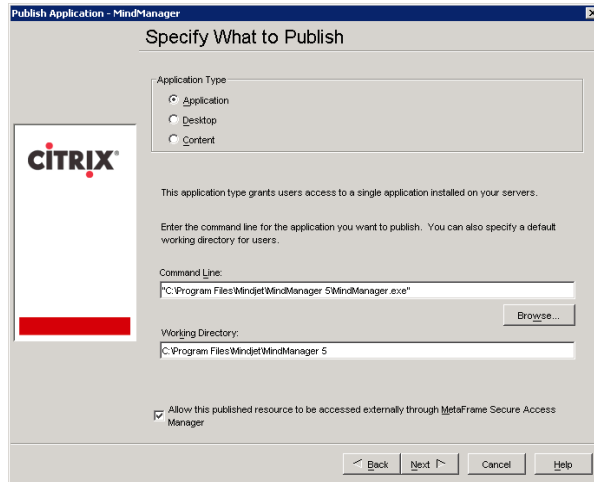 Publish Application - MindManager
Specify What to Publish
Application Type
Application
Desktop
Content
CITRIX®
This application type grants users access to a single application installed on your servers.
Enter the command line for the application you want to publish. You can also specify a default
working directory for users.
Command Line:
"C:\Program Files\Mindjet\MindManager 5\MindManager.exe"
Browse...
Working Directory:
C:\Program Files\Mindjet\MindManager 5
Allow this published resource to be accessed externally through MetaFrame Secure Access
Manager
Back Next Cancel Help